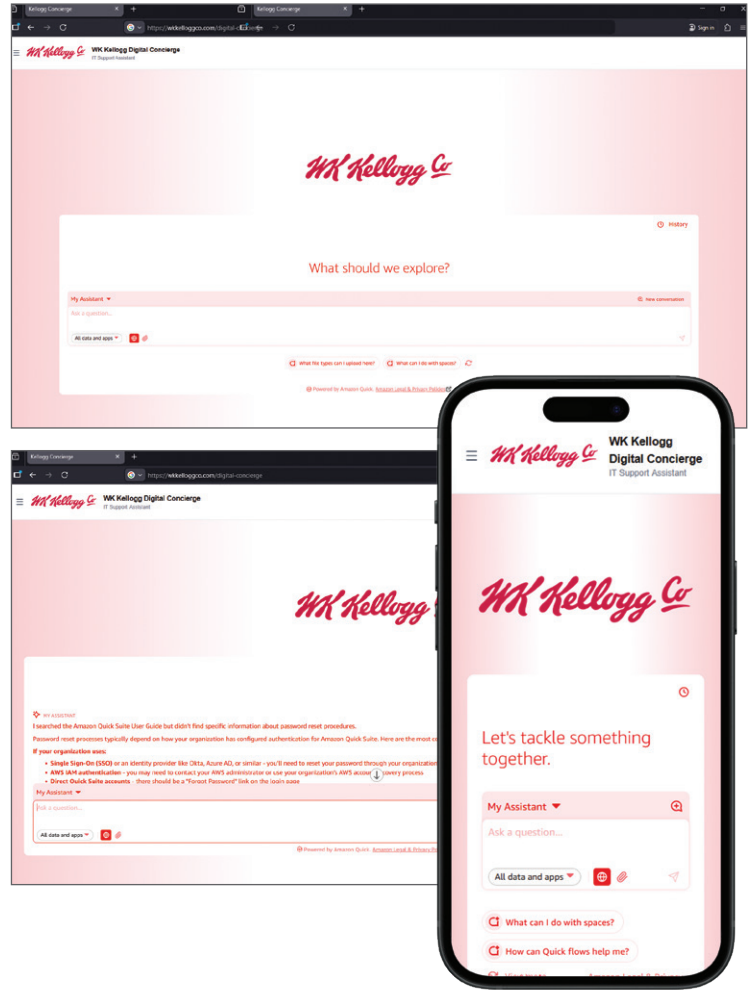 Kellogg Concierge
Kellogg Concierge
https://wkkelloggco.com/digital-
Sign in
WK Kellogg Co
WK Kellogg Digital Concierge
IT Support Assistant
WK Kellogg Co
History
What should we explore?
My Assistant
New conversation
Ask a question...
All data and apps
What file types can I upload here?
What can I do with spaces?
Powered by Amazon Quick. Amazon Legal & Privacy Policies
Kellogg Concierge
https://wkkelloggco.com/digital-concierge
WK Kellogg Co
WK Kellogg Digital Concierge
IT Support Assistant
WK Kellogg
MY ASSISTANT
I searched the Amazon Quick Suite User Guide but didn't find specific information about password reset procedures.
Password reset processes typically depend on how your organization has configured authentication for Amazon Quick Suite. Here are the most
If your organization uses:
• Single Sign-On (SSO) or an identity provider like Okta, Azure AD, or similar - you'll need to reset your password through your organization
• AWS IAM authentication - you may need to contact your AWS administrator or use your organization's AWS account
• Direct Quick Suite accounts - there should be a "Forgot Password" link on the login page
My Assistant
Ask a question...
All data and apps
Powered by Amazon Quick. Amazon Legal & Privacy
WK Kellogg Co
WK Kellogg
Digital Concierge
IT Support Assistant
WK Kellogg Co
Let's tackle something
together.
My Assistant
Ask a question...
All data and apps
What can I do with spaces?
How can Quick flows help me?